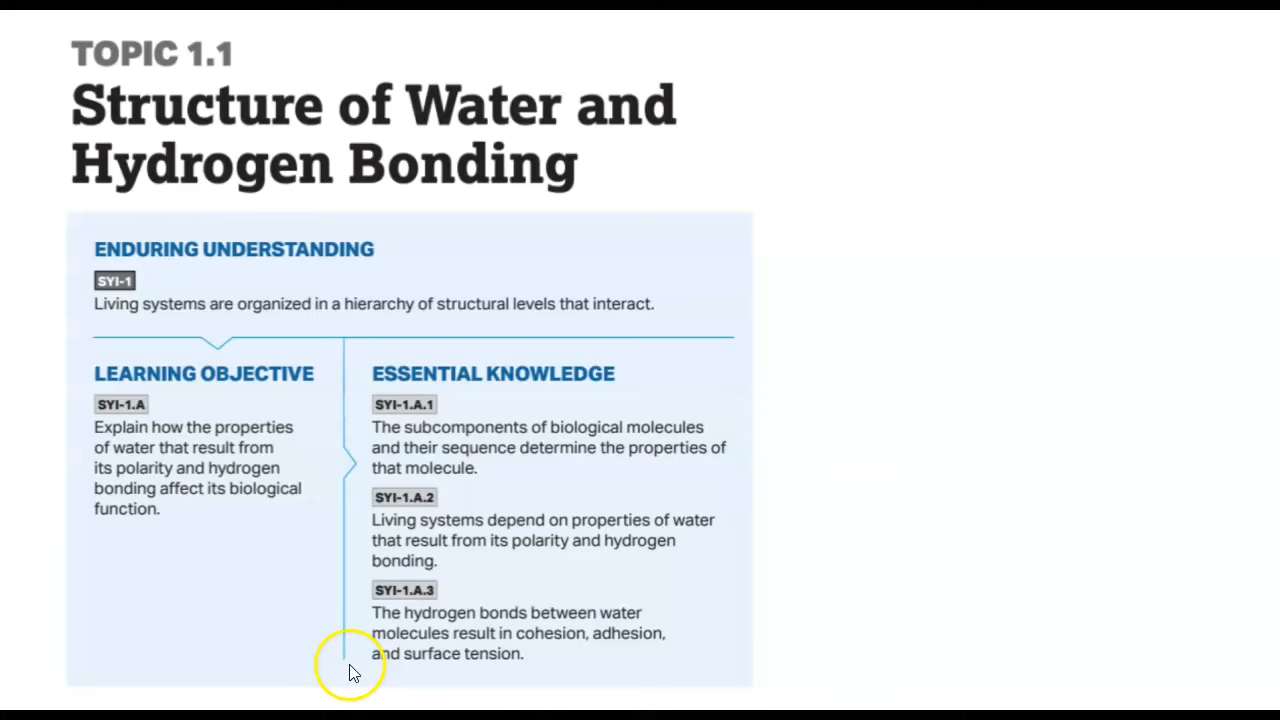 TOPIC 1.1
Structure of Water and
Hydrogen Bonding
ENDURING UNDERSTANDING
SYI-1
Living systems are organized in a hierarchy of structural levels that interact.
LEARNING OBJECTIVE
SYI-1.A
Explain how the properties
of water that result from
its polarity and hydrogen
bonding affect its biological
function.
ESSENTIAL KNOWLEDGE
SYI-1.A.1
The subcomponents of biological molecules
and their sequence determine the properties of
that molecule.
SYI-1.A.2
Living systems depend on properties of water
that result from its polarity and hydrogen
bonding.
SYI-1.A.3
The hydrogen bonds between water
molecules result in cohesion, adhesion,
and surface tension.